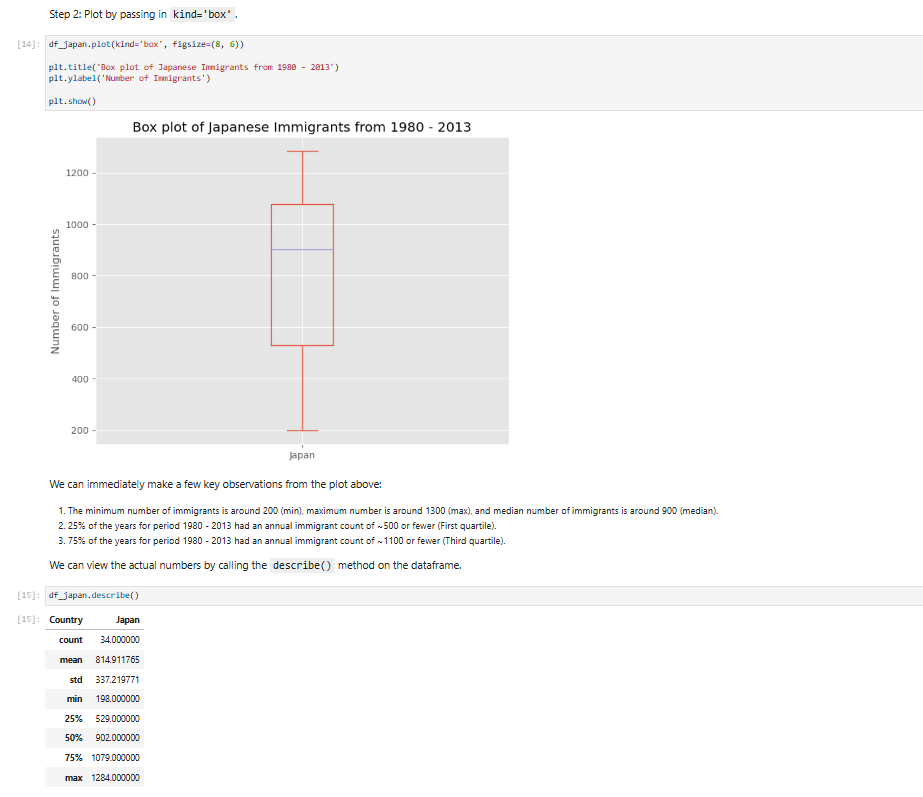 Step 2: Plot by passing in kind='box' .
[14]: df_japan.plot(kind='box', figsize=(8, 6))
plt.title('Box plot of Japanese Immigrants from 1980 - 2013')
plt.ylabel('Number of Immigrants')
plt.show()
Box plot of Japanese Immigrants from 1980 - 2013
1200
1000
800
600
400
200
Number of Immigrants
Japan
We can immediately make a few key observations from the plot above:
1. The minimum number of immigrants is around 200 (min), maximum number is around 1300 (max), and median number of immigrants is around 900 (median).
2. 25% of the years for period 1980 - 2013 had an annual immigrant count of ~500 or fewer (First quartile).
3. 75% of the years for period 1980 - 2013 had an annual immigrant count of ~1100 or fewer (Third quartile).
We can view the actual numbers by calling the describe() method on the dataframe.
[15]: df_japan.describe()
[15]: Country Japan
count 34.000000
mean 814.911765
std 337.219771
min 198.000000
25% 529.000000
50% 902.000000
75% 1079.000000
max 1284.000000